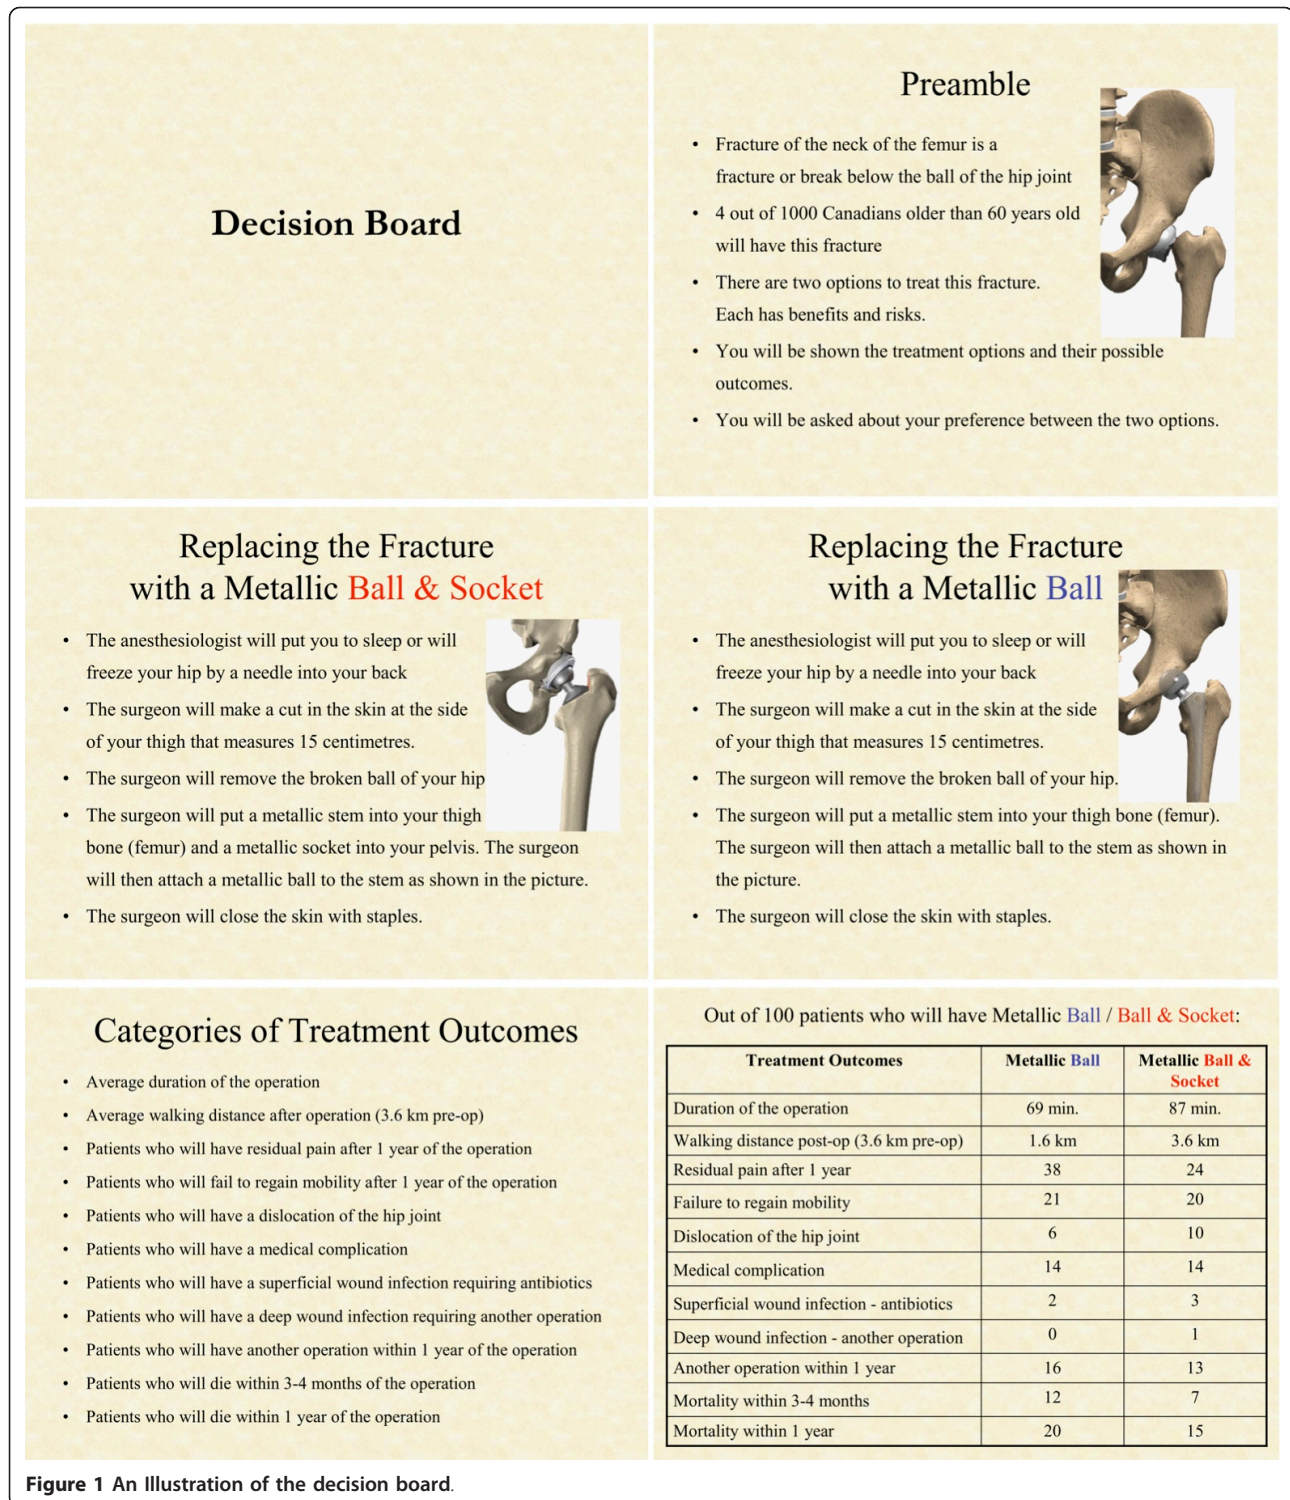 Decision Board
Preamble
• Fracture of the neck of the femur is a
fracture or break below the ball of the hip joint
• 4 out of 1000 Canadians older than 60 years old
will have this fracture
• There are two options to treat this fracture.
Each has benefits and risks.
• You will be shown the treatment options and their possible
outcomes.
• You will be asked about your preference between the two options.
Replacing the Fracture
with a Metallic Ball & Socket
• The anesthesiologist will put you to sleep or will
freeze your hip by a needle into your back
• The surgeon will make a cut in the skin at the side
of your thigh that measures 15 centimetres.
• The surgeon will remove the broken ball of your hip
• The surgeon will put a metallic stem into your thigh
bone (femur) and a metallic socket into your pelvis. The surgeon
will then attach a metallic ball to the stem as shown in the picture.
• The surgeon will close the skin with staples.
Replacing the Fracture
with a Metallic Ball
• The anesthesiologist will put you to sleep or will
freeze your hip by a needle into your back
• The surgeon will make a cut in the skin at the side
of your thigh that measures 15 centimetres.
• The surgeon will remove the broken ball of your hip.
• The surgeon will put a metallic stem into your thigh bone (femur).
The surgeon will then attach a metallic ball to the stem as shown in
the picture.
• The surgeon will close the skin with staples.
Categories of Treatment Outcomes
• Average duration of the operation
• Average walking distance after operation (3.6 km pre-op)
• Patients who will have residual pain after 1 year of the operation
• Patients who will fail to regain mobility after 1 year of the operation
• Patients who will have a dislocation of the hip joint
• Patients who will have a medical complication
• Patients who will have a superficial wound infection requiring antibiotics
• Patients who will have a deep wound infection requiring another operation
• Patients who will have another operation within 1 year of the operation
• Patients who will die within 3-4 months of the operation
• Patients who will die within 1 year of the operation
Out of 100 patients who will have Metallic Ball / Ball & Socket:
Treatment Outcomes Metallic Ball Metallic Ball &
Socket
Duration of the operation 69 min. 87 min.
Walking distance post-op (3.6 km pre-op) 1.6 km 3.6 km
Residual pain after 1 year 38 24
Failure to regain mobility 21 20
Dislocation of the hip joint 6 10
Medical complication 14 14
Superficial wound infection - antibiotics 2 3
Deep wound infection - another operation 0 1
Another operation within 1 year 16 13
Mortality within 3-4 months 12 7
Mortality within 1 year 20 15
Figure 1 An Illustration of the decision board.